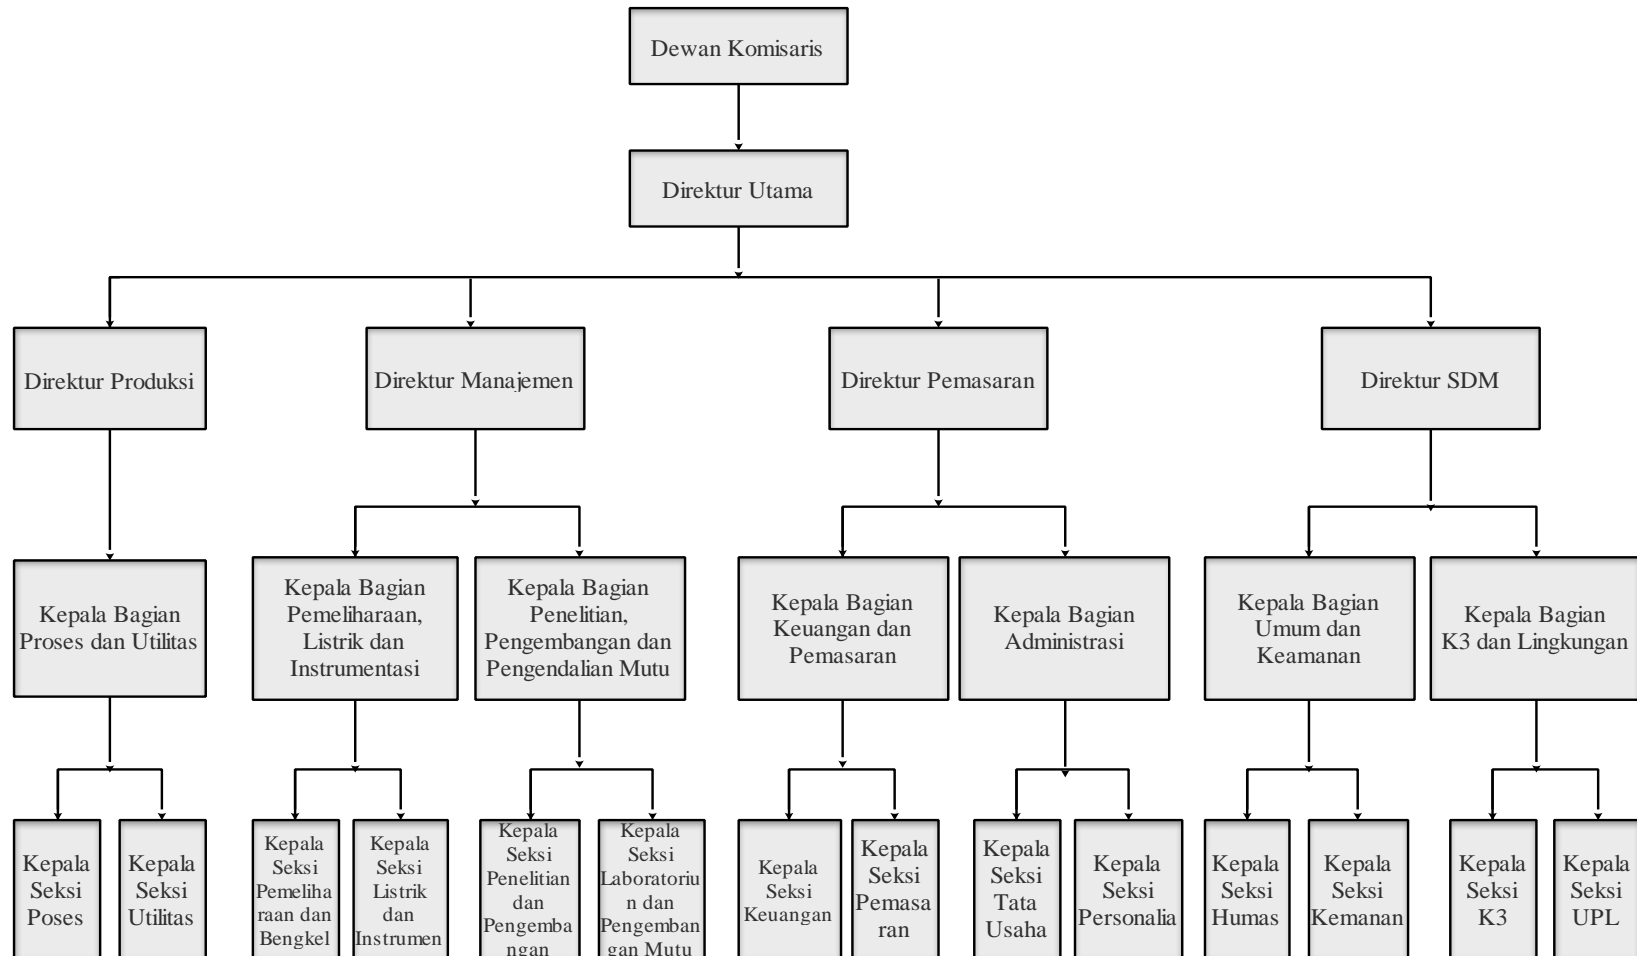 Dewan Komisaris
Direktur Utama
Direktur Produksi
Direktur Manajemen
Direktur Pemasaran
Direktur SDM
Kepala Bagian
Proses dan Utilitas
Kepala Bagian
Pemeliharaan,
Listrik dan
Instrumentasi
Kepala Bagian
Penelitian,
Pengembangan dan
Pengendalian Mutu
Kepala Bagian
Keuangan dan
Pemasaran
Kepala Bagian
Administrasi
Kepala Bagian
Umum dan
Keamanan
Kepala Bagian
K3 dan Lingkungan
Kepala
Seksi
Poses
Kepala
Seksi
Utilitas
Kepala
Seksi
Pemeliha
raan dan
Bengkel
Kepala
Seksi
Listrik
dan
Instrumen
Kepala
Seksi
Penelitian
dan
Pengemba
ngan
Kepala
Seksi
Laboratoriu
n dan
Pengemban
gan Mutu
Kepala
Seksi
Keuangan
Kepala
Seksi
Pemasa
ran
Kepala
Seksi
Tata
Usaha
Kepala
Seksi
Personalia
Kepala
Seksi
Humas
Kepala
Seksi
Kemanan
Kepala
Seksi
K3
Kepala
Seksi
UPL